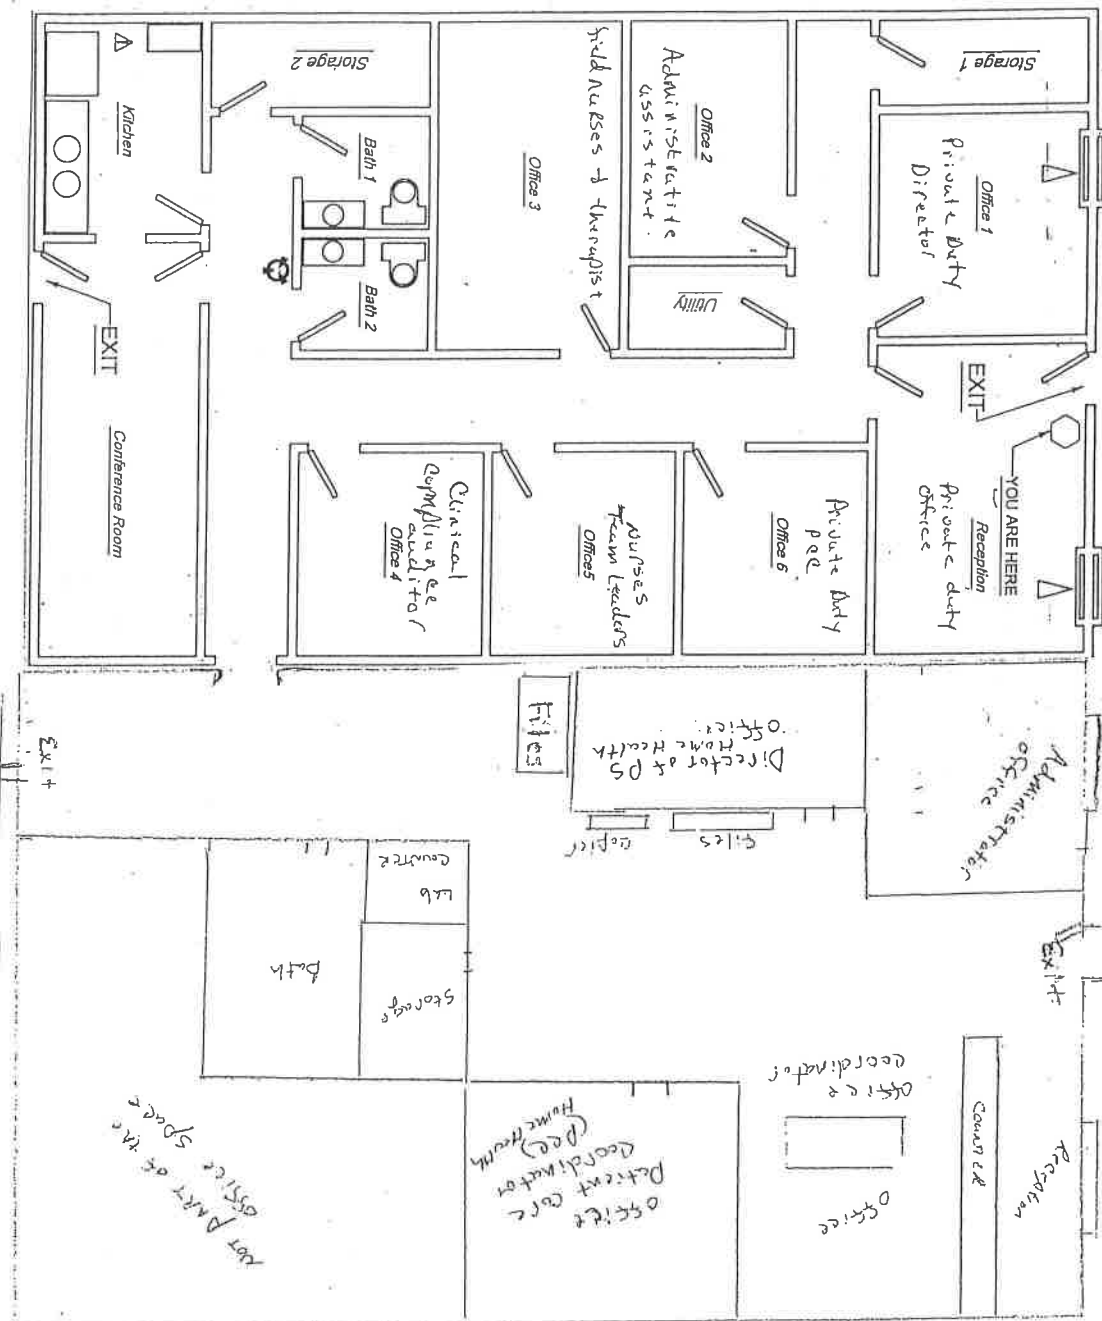 Storage 1
Office 1
Private Duty
Director
EXIT
YOU ARE HERE
Reception
Private duty
office
Office 2
Administrative
assistant.
Utility
Office 3
field nurses & therapist
Storage 2
Bath 1
Bath 2
Kitchen
EXIT
Conference Room
Clinical
compliance
auditor
Office 4
Nurses
Team Leaders
Office5
Private Duty
pcc
Office 6
Files
Director of PS
Home Health
office.
Administrator
office
Exit
Files
copier
Exit
Lab
COUNTER
Storage
Bath
NOT PART OF the
office space
office
Patient care
coordinator
(PCC)
Home Health
office
coordinator
office
Counter
Reception